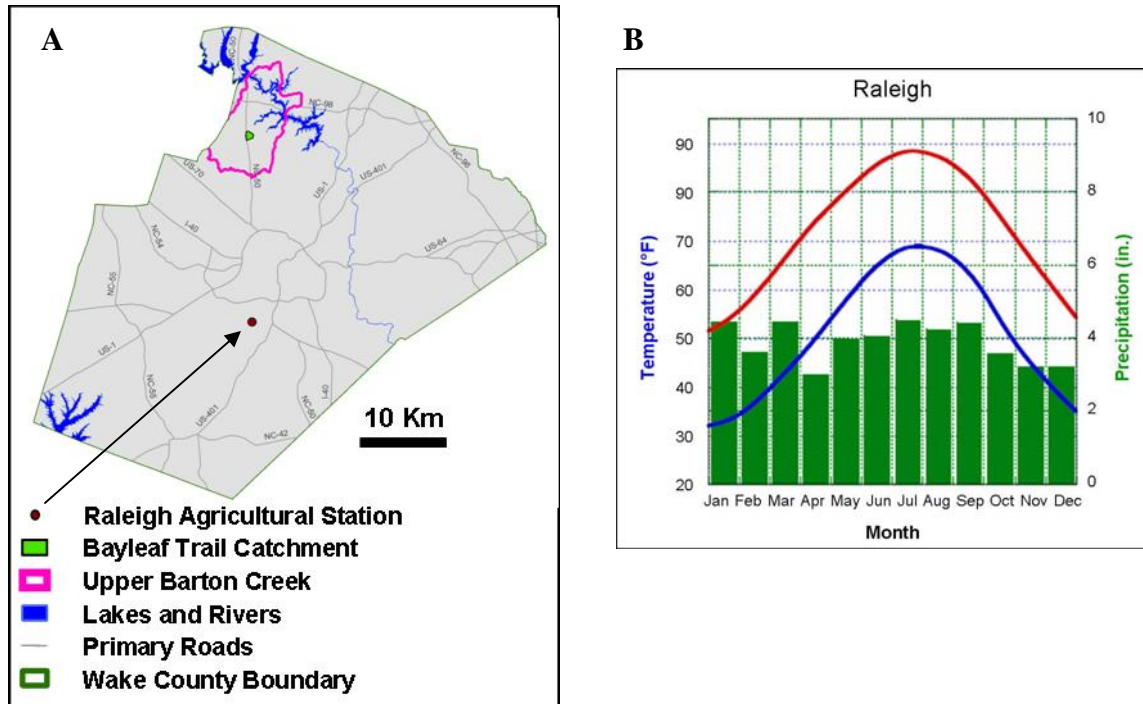 A
NC-50
NC-98
NC-96
US-70
NC-50
US-1
US-401
I-40
NC-54
US-64
NC-55
US-1
NC-55
US-401
I-40
NC-50
NC-42
10 Km
Raleigh Agricultural Station
Bayleaf Trail Catchment
Upper Barton Creek
Lakes and Rivers
Primary Roads
Wake County Boundary
B
Raleigh
90
90
70
60
50
40
30
20
Temperature (°F)
10
8
6
4
2
0
Precipitation (in.)
Jan Feb Mar Apr May Jun Jul Aug Sep Oct Nov Dec
Month